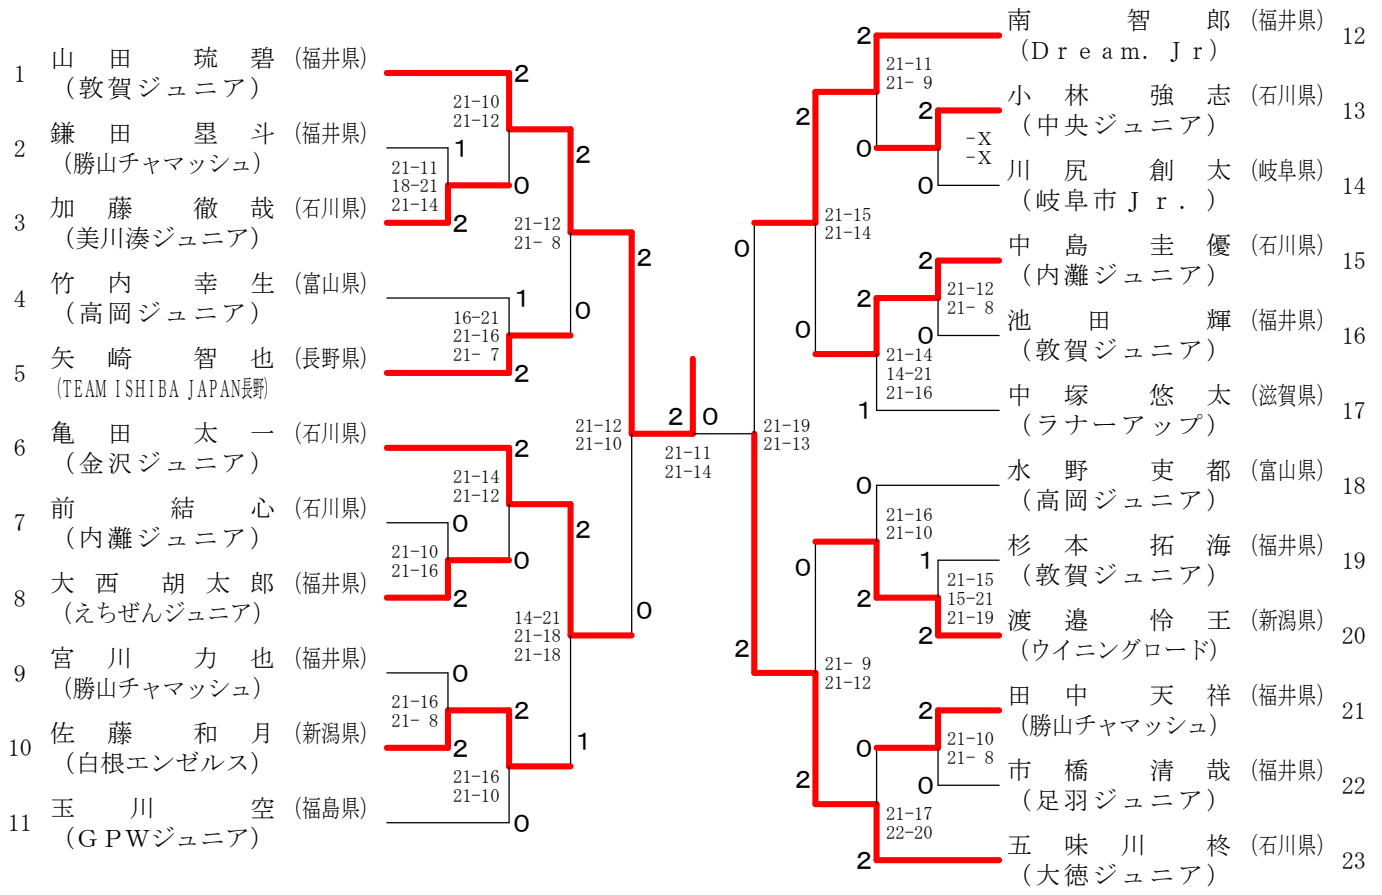 1 山田 琉碧 (福井県)
(敦賀ジュニア)
2 鎌田 塁斗 (福井県)
(勝山チャマッシュ)
3 加藤 徹哉 (石川県)
(美川湊ジュニア)
4 竹内 幸生 (富山県)
(高岡ジュニア)
5 矢崎 智也 (長野県)
(TEAM ISHIBA JAPAN長野)
6 亀田 太一 (石川県)
(金沢ジュニア)
7 前 結心 (石川県)
(内灘ジュニア)
8 大西 胡太郎 (福井県)
(えちぜんジュニア)
9 宮川 力也 (福井県)
(勝山チャマッシュ)
10 佐藤 和月 (新潟県)
(白根エンゼルス)
11 玉川 空 (福島県)
(ＧＰＷジュニア)
2
21-10
21-12
1
21-11
18-21
21-14
0
2
2
21-12
21- 8
1
16-21
21-16
21- 7
0
2
2
21-12
21-10
2
21-14
21-12
0
21-10
21-16
0
2
2
14-21
21-18
21-18
0
0
21-16
21- 8
2
2
1
21-16
21-10
0
2 0
21-11
21-14
2
21-11
21- 9
2
2
-X
-X
0
0
0
21-15
21-14
2
21-12
21- 8
2
0
0
21-14
14-21
21-16
1
21-19
21-13
0
21-16
21-10
1
0
21-15
15-21
21-19
2
2
2
21- 9
21-12
2
21-10
21- 8
0
0
2
21-17
22-20
2
南 智郎 (福井県) 12
(Ｄｒｅａｍ．Ｊｒ)
小林 強志 (石川県) 13
(中央ジュニア)
川尻 創太 (岐阜県) 14
(岐阜市Ｊｒ．)
中島 圭優 (石川県) 15
(内灘ジュニア)
池田 輝 (福井県) 16
(敦賀ジュニア)
中塚 悠太 (滋賀県) 17
(ラナーアップ)
水野 吏都 (富山県) 18
(高岡ジュニア)
杉本 拓海 (福井県) 19
(敦賀ジュニア)
渡邉 怜王 (新潟県) 20
(ウイニングロード)
田中 天祥 (福井県) 21
(勝山チャマッシュ)
市橋 清哉 (福井県) 22
(足羽ジュニア)
五味川 柊 (石川県) 23
(大徳ジュニア)